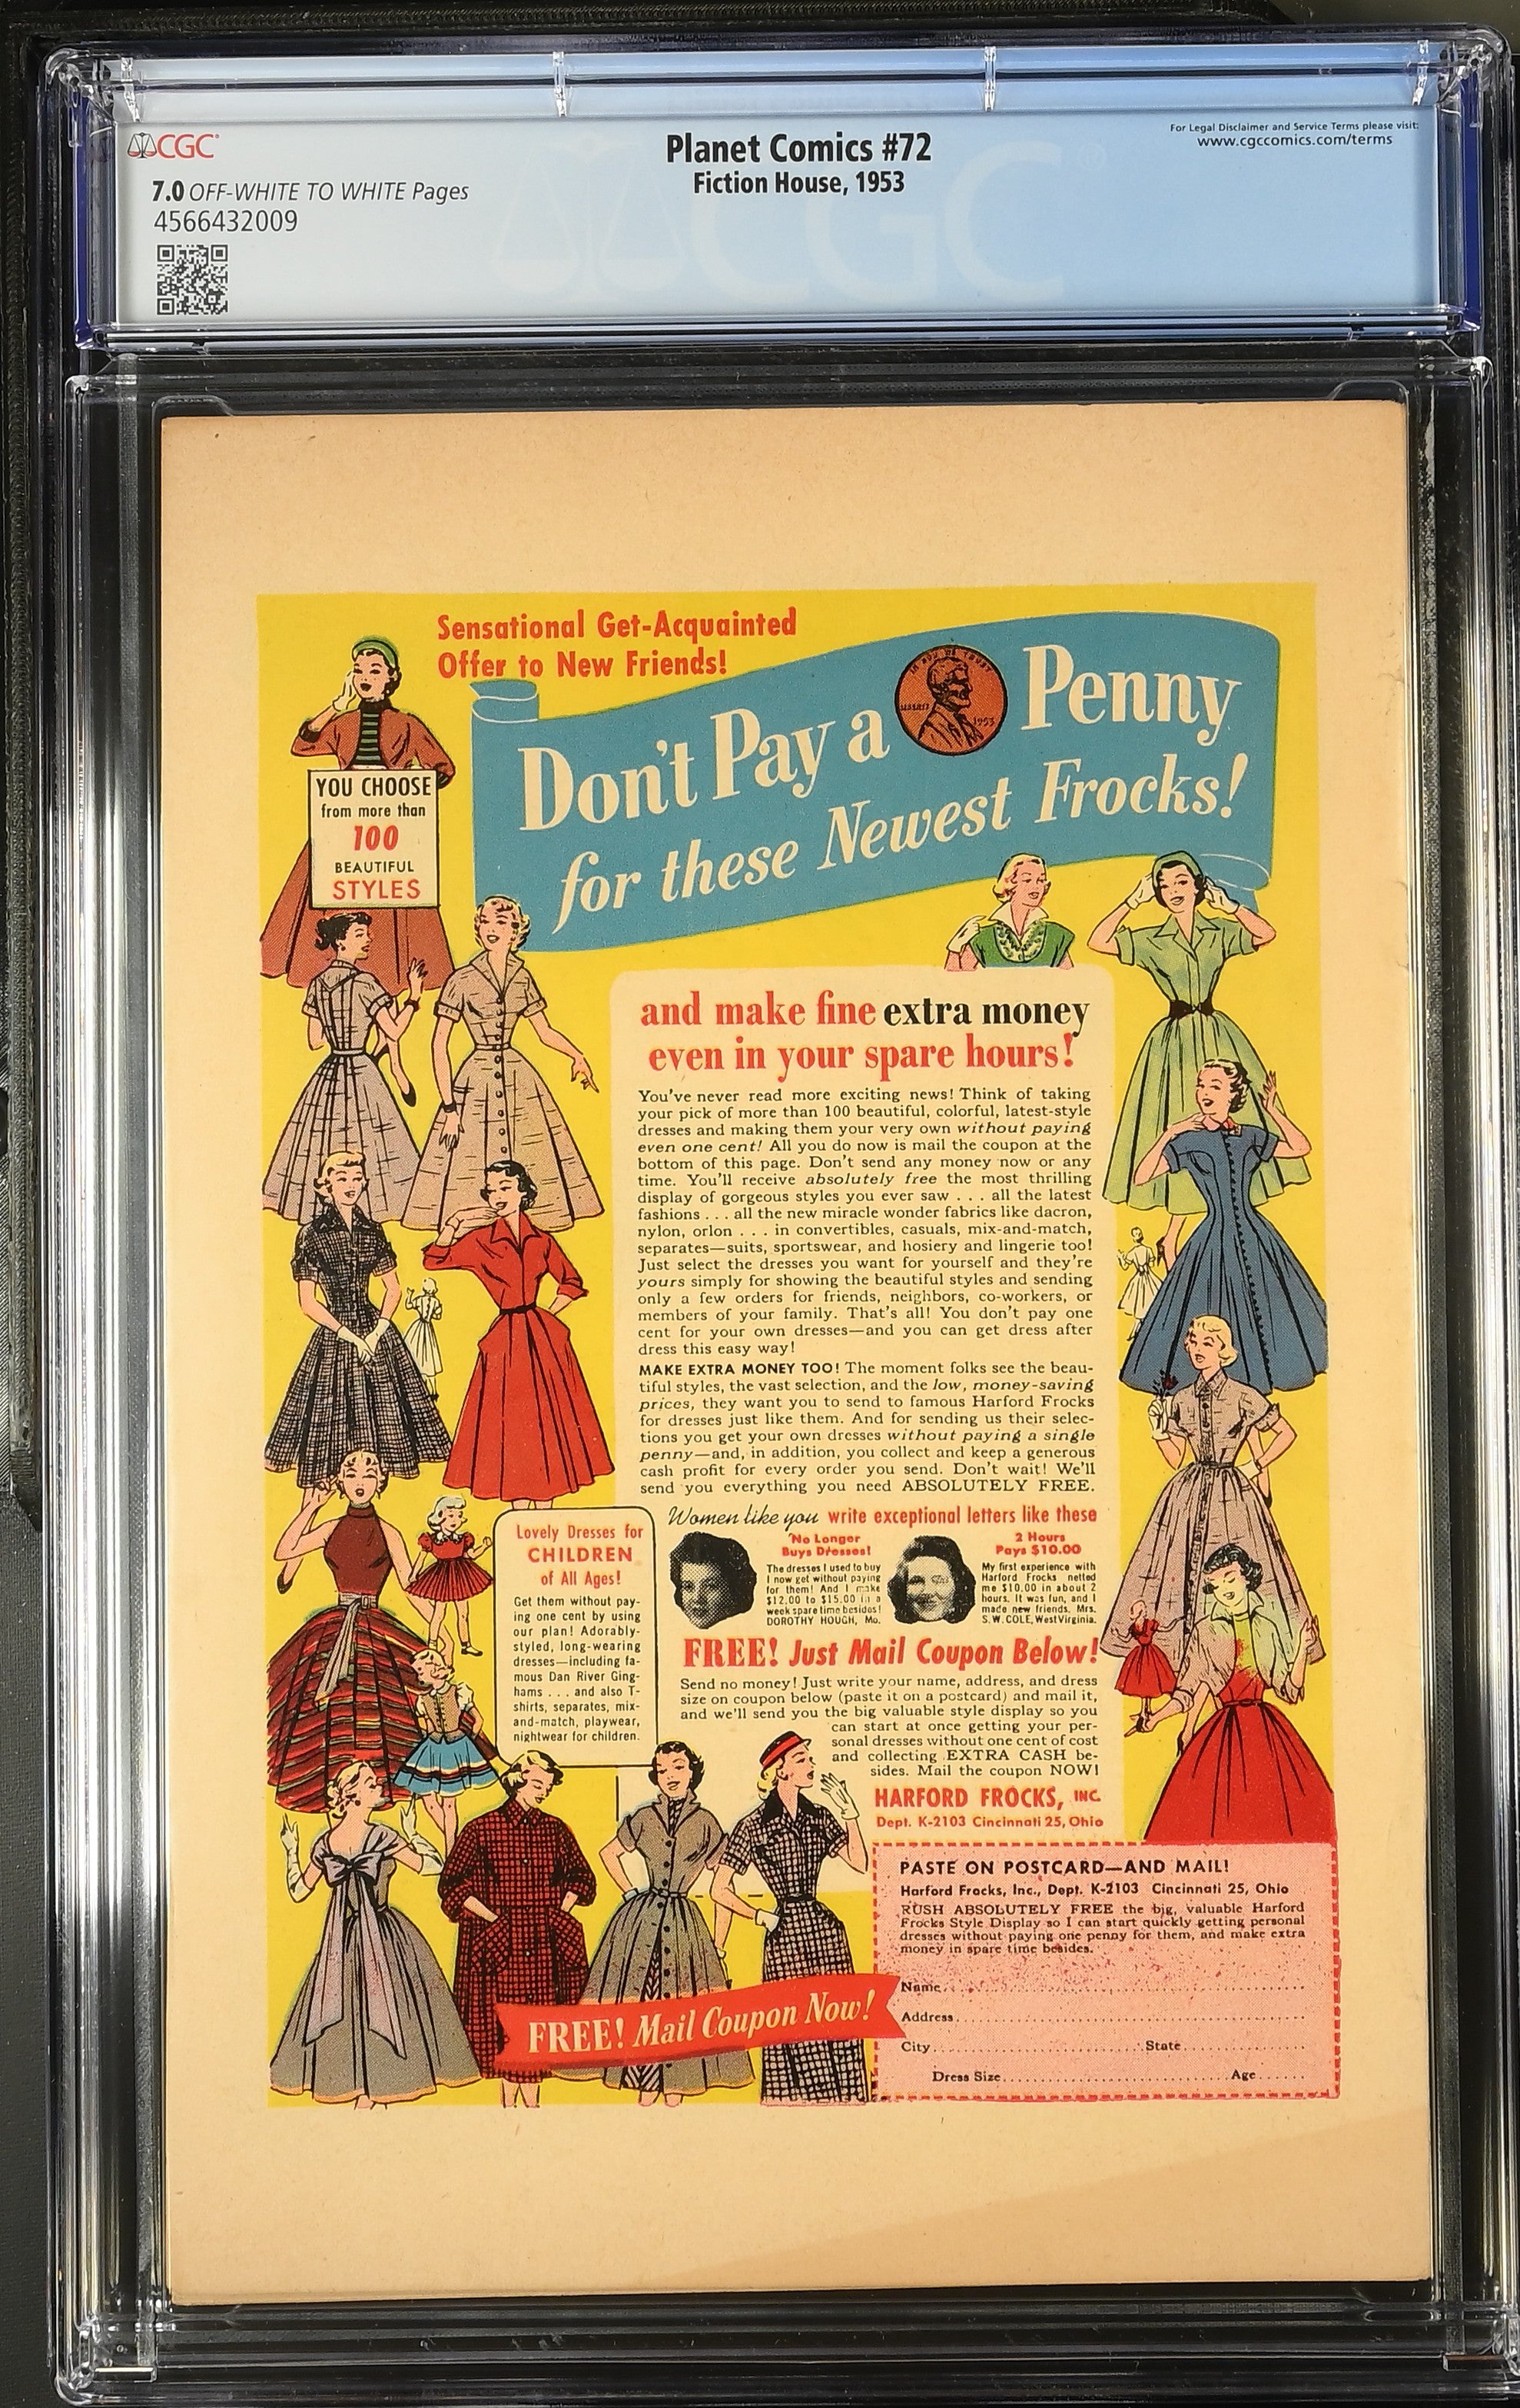 CGC
Planet Comics #72
Fiction House, 1953
For Legal Disclaimer and Service Terms please visit:
www.cgccomics.com/terms
7.0 OFF-WHITE TO WHITE Pages
4566432009
Sensational Get-Acquainted
Offer to New Friends!
Don't Pay a Penny
for these Newest Frocks!
IN GOD WE TRUST
LIBERTY
1953
YOU CHOOSE
from more than
100
BEAUTIFUL
STYLES
and make fine extra money
even in your spare hours!
You've never read more exciting news! Think of taking
your pick of more than 100 beautiful, colorful, latest-style
dresses and making them your very own without paying
even one cent! All you do now is mail the coupon at the
bottom of this page. Don't send any money now or any
time. You'll receive absolutely free the most thrilling
display of gorgeous styles you ever saw . . . all the latest
fashions . . . all the new miracle wonder fabrics like dacron,
nylon, orlon . . . in convertibles, casuals, mix-and-match,
separates—suits, sportswear, and hosiery and lingerie too!
Just select the dresses you want for yourself and they're
yours simply for showing the beautiful styles and sending
only a few orders for friends, neighbors, co-workers, or
members of your family. That's all! You don't pay one
cent for your own dresses—and you can get dress after
dress this easy way!
MAKE EXTRA MONEY TOO! The moment folks see the beau-
tiful styles, the vast selection, and the low, money-saving
prices, they want you to send to famous Harford Frocks
for dresses just like them. And for sending us their selec-
tions you get your own dresses without paying a single
penny—and, in addition, you collect and keep a generous
cash profit for every order you send. Don't wait! We'll
send you everything you need ABSOLUTELY FREE.
Lovely Dresses for
CHILDREN
of All Ages!
Get them without pay-
ing one cent by using
our plan! Adorably-
styled, long-wearing
dresses—including fa-
mous Dan River Ging-
hams . . . and also T-
shirts, separates, mix-
and-match, playwear,
nightwear for children.
Women like you write exceptional letters like these
No Longer
Buys Dresses!
The dresses I used to buy
I now get without paying
for them! And I make
$12.00 to $15.00 in a
week spare time besides!
DOROTHY HOUGH, Mo.
2 Hours
Pays $10.00
My first experience with
Harford Frocks netted
me $10.00 in about 2
hours. It was fun, and I
made new friends. Mrs.
S. W. COLE, West Virginia.
FREE! Just Mail Coupon Below!
Send no money! Just write your name, address, and dress
size on coupon below (paste it on a postcard) and mail it,
and we'll send you the big valuable style display so you
can start at once getting your per-
sonal dresses without one cent of cost
and collecting EXTRA CASH be-
sides. Mail the coupon NOW!
HARFORD FROCKS, INC.
Dept. K-2103 Cincinnati 25, Ohio
PASTE ON POSTCARD—AND MAIL!
Harford Frocks, Inc., Dept. K-2103 Cincinnati 25, Ohio
RUSH ABSOLUTELY FREE the big, valuable Harford
Frocks Style Display so I can start quickly getting personal
dresses without paying one penny for them, and make extra
money in spare time besides.
Name
Address
City State
Dress Size Age
FREE! Mail Coupon Now!